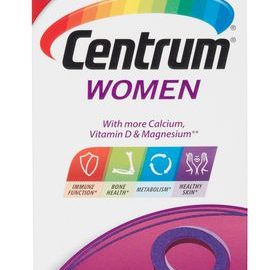 Centrum®
WOMEN
With more Calcium,
Vitamin D & Magnesium**
IMMUNE
FUNCTION*
BONE
HEALTH*
METABOLISM*
HEALTHY
SKIN*